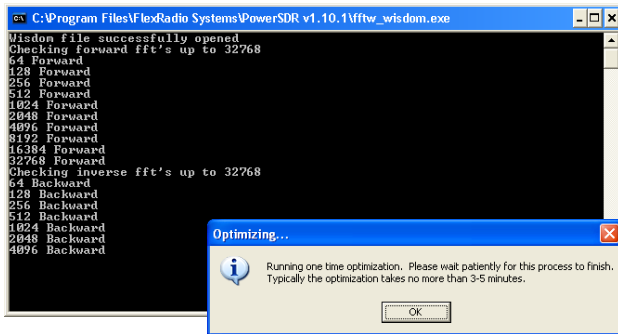 C:\Program Files\FlexRadio Systems\PowerSDR v1.10.1\fftw_wisdom.exe
Wisdom file successfully opened
Checking forward fft's up to 32768
64 Forward
128 Forward
256 Forward
512 Forward
1024 Forward
2048 Forward
4096 Forward
8192 Forward
16384 Forward
32768 Forward
Checking inverse fft's up to 32768
64 Backward
128 Backward
256 Backward
512 Backward
1024 Backward
2048 Backward
4096 Backward
Optimizing...
Running one time optimization. Please wait patiently for this process to finish.
Typically the optimization takes no more than 3-5 minutes.
OK